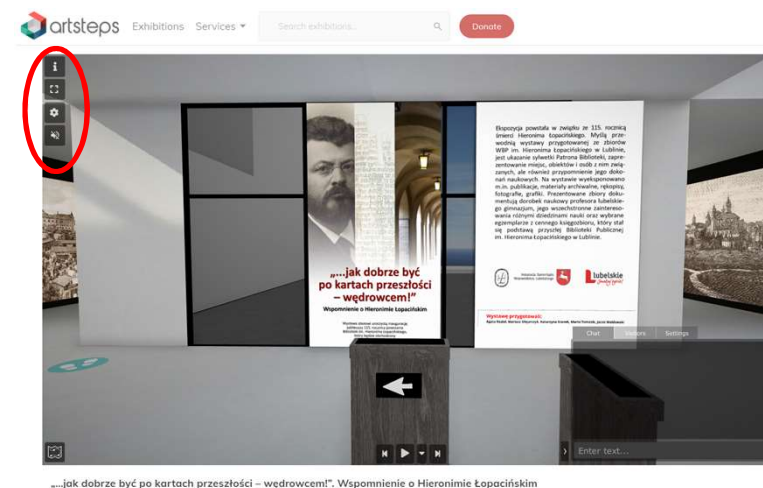 artsteps Exhibitions Services Search exhibitions... Donate
i
Ekspozycja powstała w związku ze 115. rocznicą
śmierci Hieronima Łopacińskiego. Myślą prze-
wodnią wystawy przygotowanej ze zbiorów
WBP im. Hieronima Łopacińskiego w Lublinie,
jest ukazanie sylwetki Patrona Biblioteki, zapre-
zentowanie miejsc, obiektów i osób z nim zwią-
zanych, ale również przypomnienie jego doko-
nań naukowych. Na wystawie wyeksponowano
m.in. publikacje, materiały archiwalne, rękopisy,
fotografie, grafiki. Prezentowane zbiory doku-
mentują dorobek naukowy profesora lubelskie-
go gimnazjum, jego wszechstronne zaintereso-
wania różnymi dziedzinami nauki oraz wybrane
egzemplarze z cennego księgozbioru, który stał
się podstawą przyszłej Biblioteki Publicznej
im. Hieronima Łopacińskiego w Lublinie.
lubelskie
„...jak dobrze być
po kartach przeszłości
– wędrowcem!”
Wspomnienie o Hieronimie Łopacińskim
Wystawę przygotowali:
Chat Visitors Settings
Enter text...
„...jak dobrze być po kartach przeszłości – wędrowcem!”. Wspomnienie o Hieronimie Łopacińskim